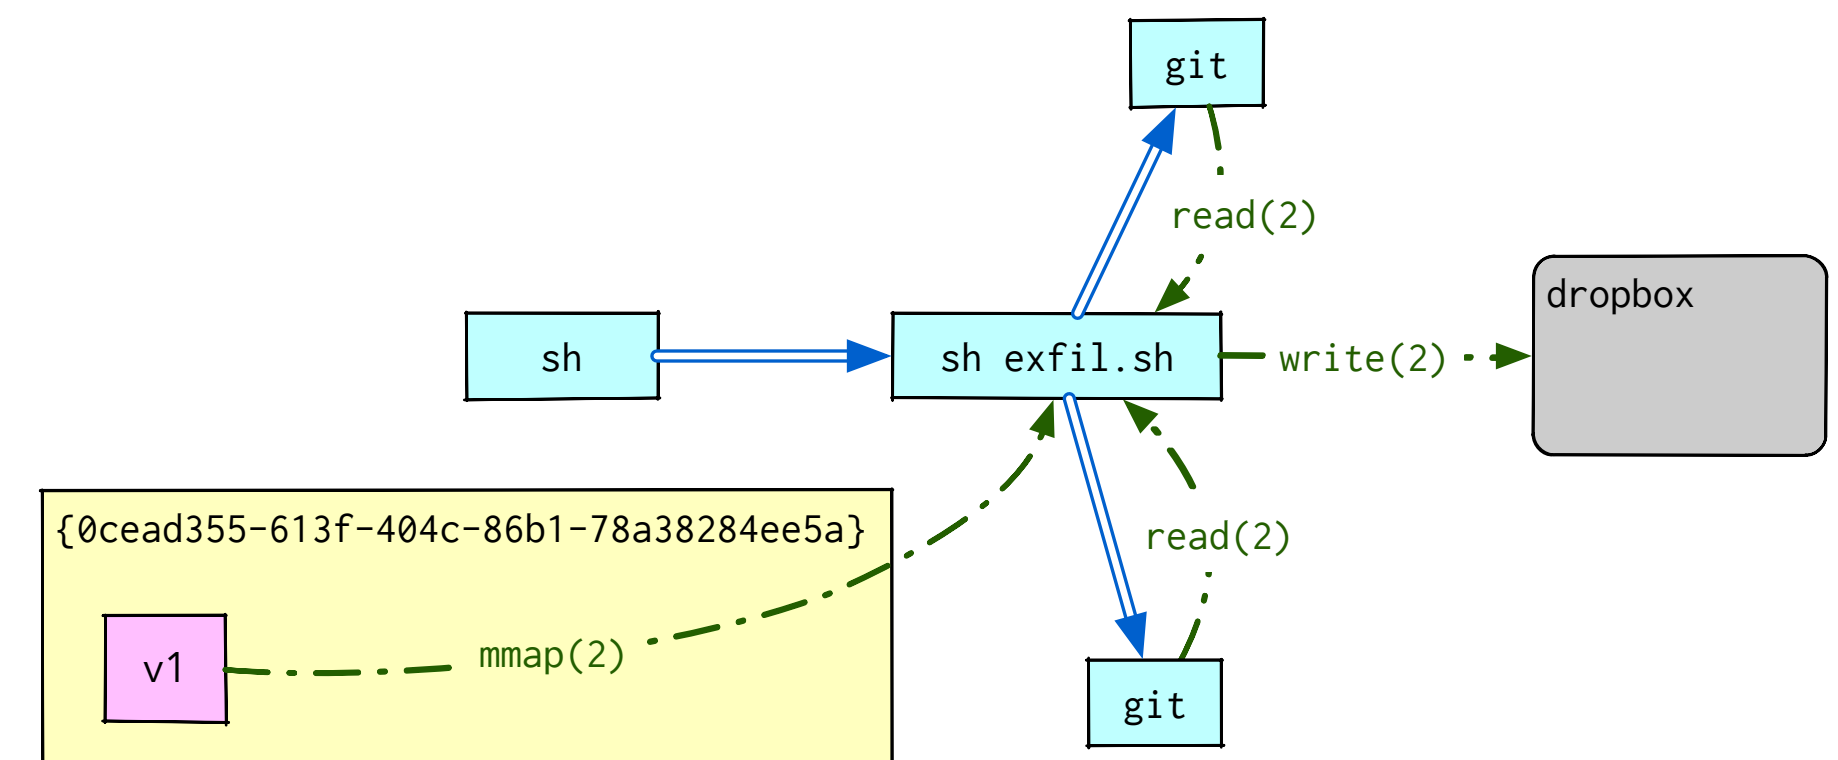 git
read(2)
dropbox
sh
sh exfil.sh
write(2)
{0cead355-613f-404c-86b1-78a38284ee5a}
read(2)
mmap(2)
v1
git